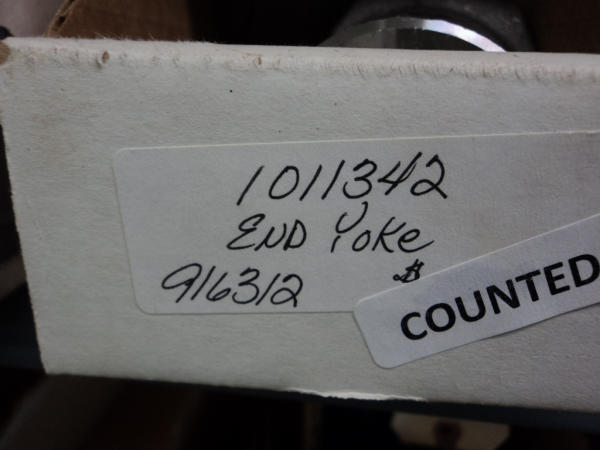 1011342
END YOKE
916312 $
COUNTED